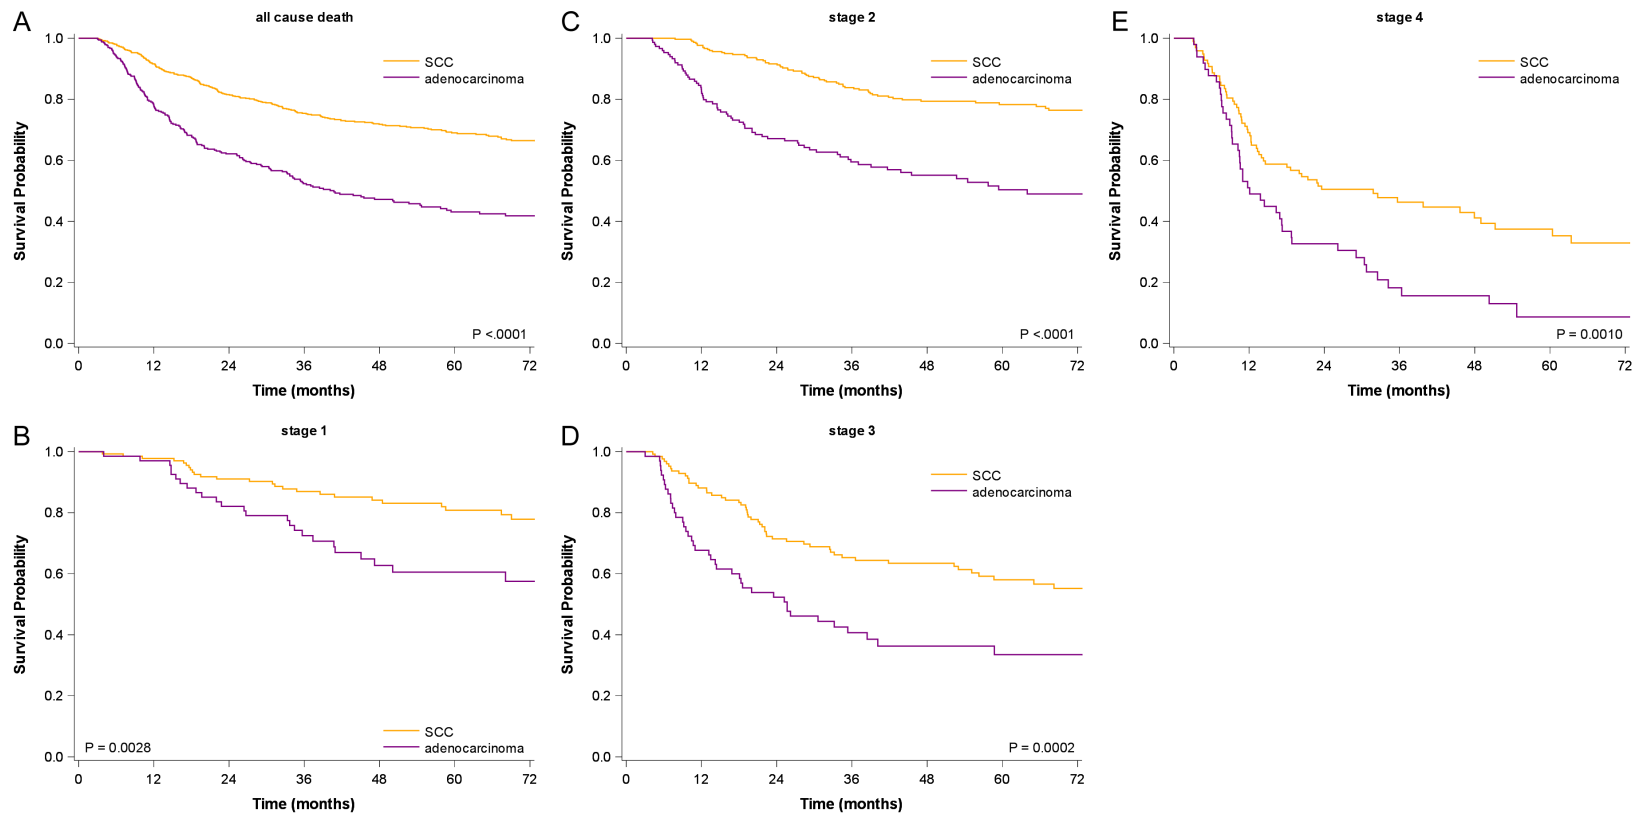 A
all cause death
1.0
0.8
0.6
0.4
0.2
0.0
Survival Probability
SCC
adenocarcinoma
P <.0001
0 12 24 36 48 60 72
Time (months)
B
stage 1
1.0
0.8
0.6
0.4
0.2
0.0
Survival Probability
SCC
adenocarcinoma
P = 0.0028
0 12 24 36 48 60 72
Time (months)
C
stage 2
1.0
0.8
0.6
0.4
0.2
0.0
Survival Probability
SCC
adenocarcinoma
P <.0001
0 12 24 36 48 60 72
Time (months)
D
stage 3
1.0
0.8
0.6
0.4
0.2
0.0
Survival Probability
SCC
adenocarcinoma
P = 0.0002
0 12 24 36 48 60 72
Time (months)
E
stage 4
1.0
0.8
0.6
0.4
0.2
0.0
Survival Probability
SCC
adenocarcinoma
P = 0.0010
0 12 24 36 48 60 72
Time (months)